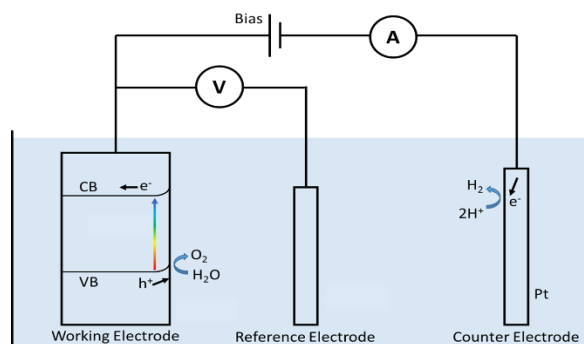 Bias
A
V
CB
e⁻
VB
h⁺
O₂
H₂O
H₂
2H⁺
e⁻
Pt
Working Electrode
Reference Electrode
Counter Electrode